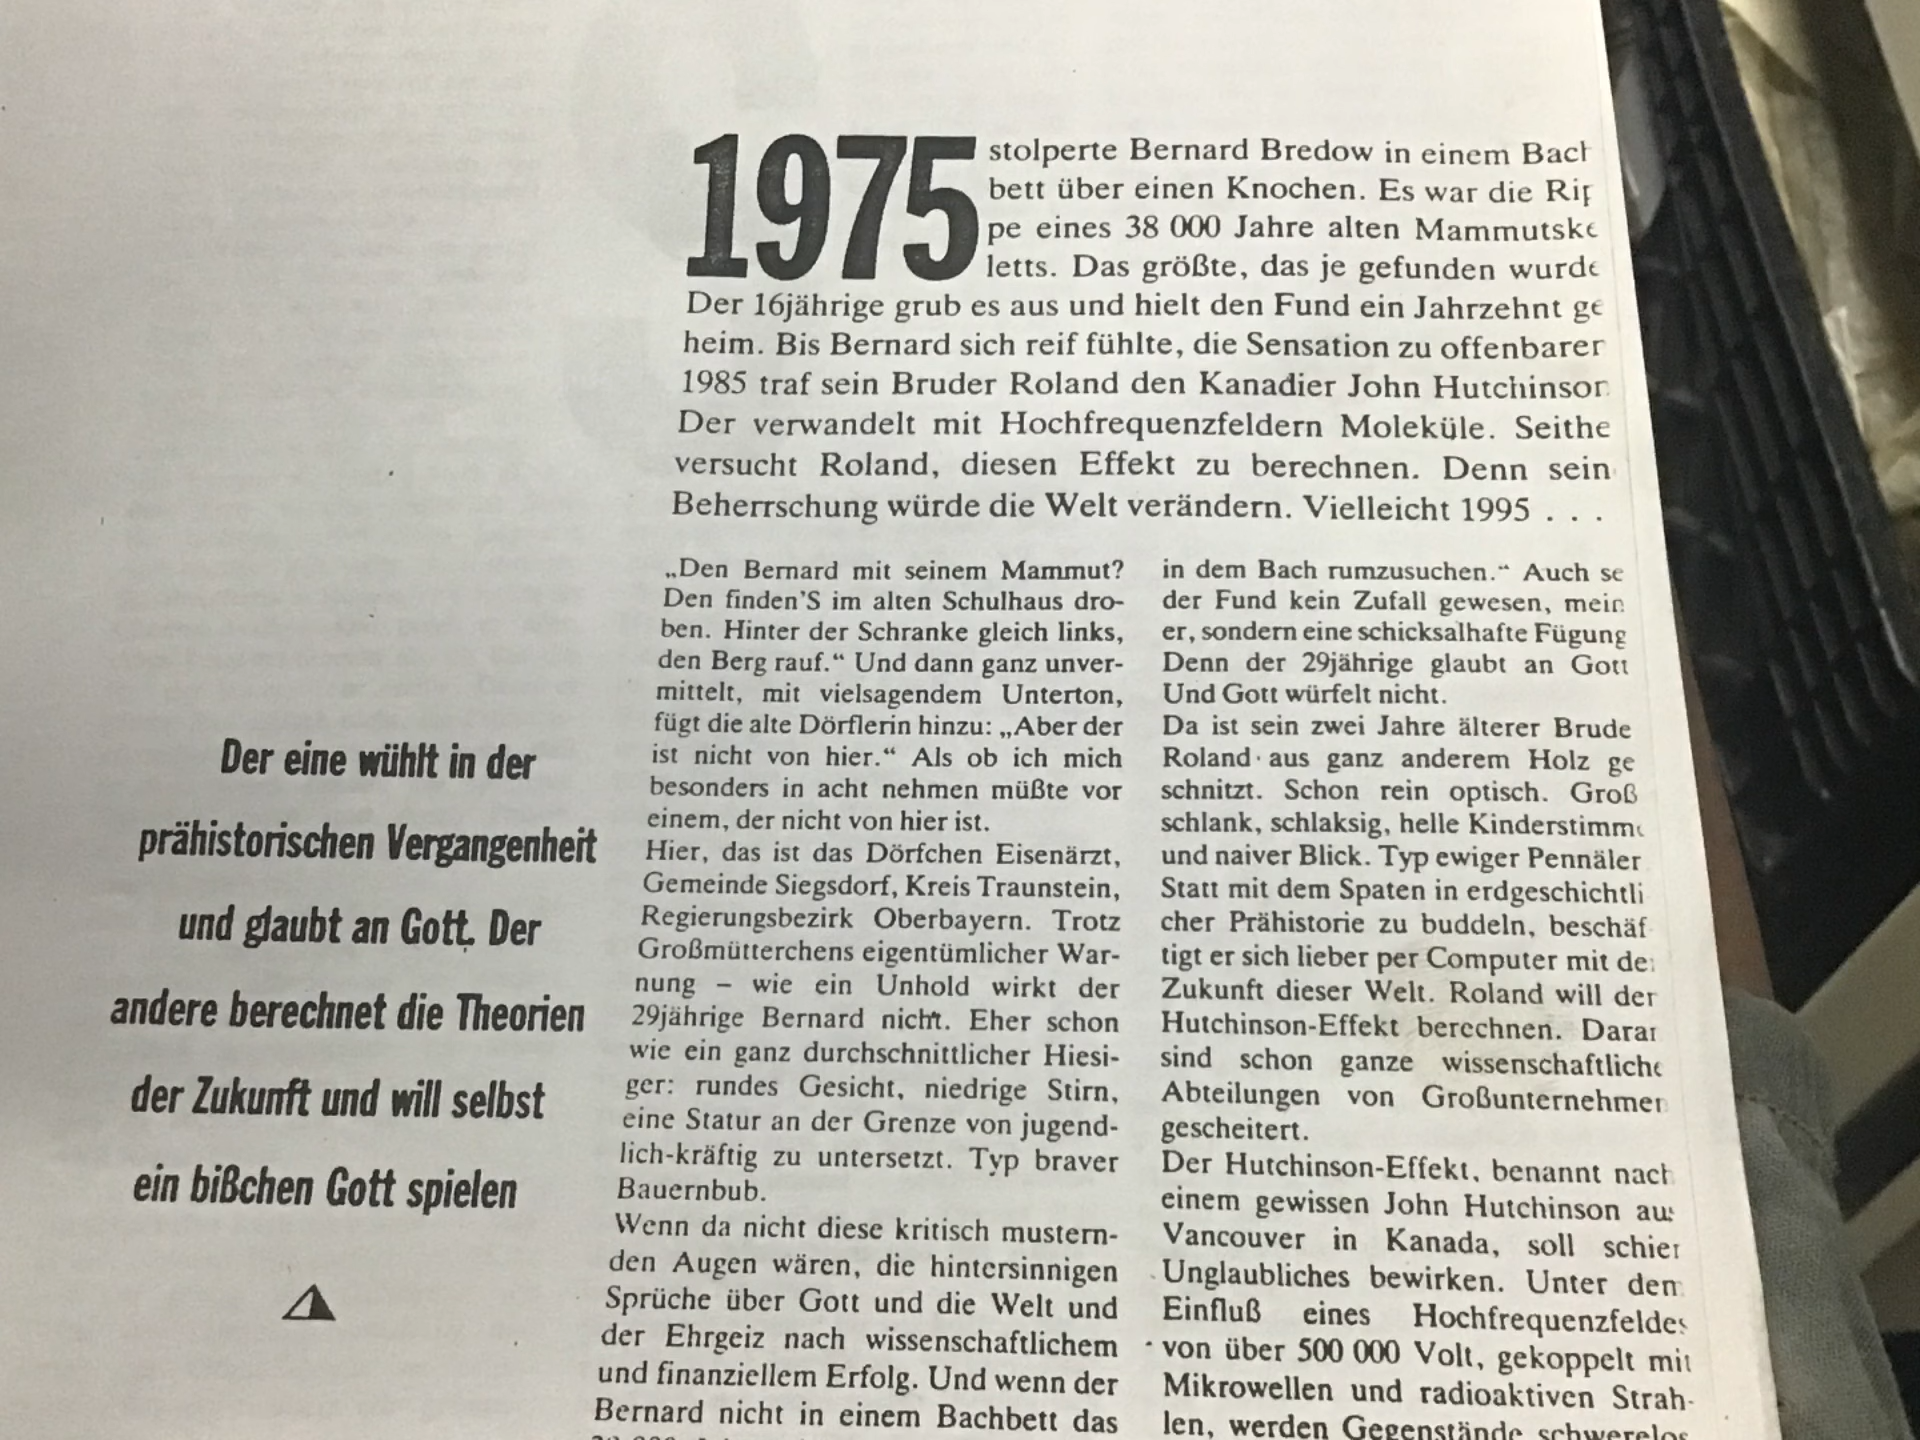 1975 stolperte Bernard Bredow in einem Bach
bett über einen Knochen. Es war die Rip
pe eines 38 000 Jahre alten Mammutske
letts. Das größte, das je gefunden wurde
Der 16jährige grub es aus und hielt den Fund ein Jahrzehnt ge
heim. Bis Bernard sich reif fühlte, die Sensation zu offenbaren
1985 traf sein Bruder Roland den Kanadier John Hutchinson
Der verwandelt mit Hochfrequenzfeldern Moleküle. Seithe
versucht Roland, diesen Effekt zu berechnen. Denn sein
Beherrschung würde die Welt verändern. Vielleicht 1995 . . .
Der eine wühlt in der
prähistorischen Vergangenheit
und glaubt an Gott. Der
andere berechnet die Theorien
der Zukunft und will selbst
ein bißchen Gott spielen
„Den Bernard mit seinem Mammut?
Den finden'S im alten Schulhaus dro-
ben. Hinter der Schranke gleich links,
den Berg rauf.“ Und dann ganz unver-
mittelt, mit vielsagendem Unterton,
fügt die alte Dörflerin hinzu: „Aber der
ist nicht von hier.“ Als ob ich mich
besonders in acht nehmen müßte vor
einem, der nicht von hier ist.
Hier, das ist das Dörfchen Eisenärzt,
Gemeinde Siegsdorf, Kreis Traunstein,
Regierungsbezirk Oberbayern. Trotz
Großmütterchens eigentümlicher War-
nung – wie ein Unhold wirkt der
29jährige Bernard nicht. Eher schon
wie ein ganz durchschnittlicher Hiesi-
ger: rundes Gesicht, niedrige Stirn,
eine Statur an der Grenze von jugend-
lich-kräftig zu untersetzt. Typ braver
Bauernbub.
Wenn da nicht diese kritisch mustern-
den Augen wären, die hintersinnigen
Sprüche über Gott und die Welt und
der Ehrgeiz nach wissenschaftlichem
und finanziellem Erfolg. Und wenn der
Bernard nicht in einem Bachbett das
in dem Bach rumzusuchen.“ Auch se
der Fund kein Zufall gewesen, mein
er, sondern eine schicksalhafte Fügung
Denn der 29jährige glaubt an Gott
Und Gott würfelt nicht.
Da ist sein zwei Jahre älterer Brude
Roland aus ganz anderem Holz ge
schnitzt. Schon rein optisch. Groß
schlank, schlaksig, helle Kinderstimme
und naiver Blick. Typ ewiger Pennäler
Statt mit dem Spaten in erdgeschichtli
cher Prähistorie zu buddeln, beschäf
tigt er sich lieber per Computer mit der
Zukunft dieser Welt. Roland will den
Hutchinson-Effekt berechnen. Daran
sind schon ganze wissenschaftliche
Abteilungen von Großunternehmen
gescheitert.
Der Hutchinson-Effekt, benannt nach
einem gewissen John Hutchinson aus
Vancouver in Kanada, soll schier
Unglaubliches bewirken. Unter dem
Einfluß eines Hochfrequenzfeldes
von über 500 000 Volt, gekoppelt mit
Mikrowellen und radioaktiven Strah-
len, werden Gegenstände schwerelos